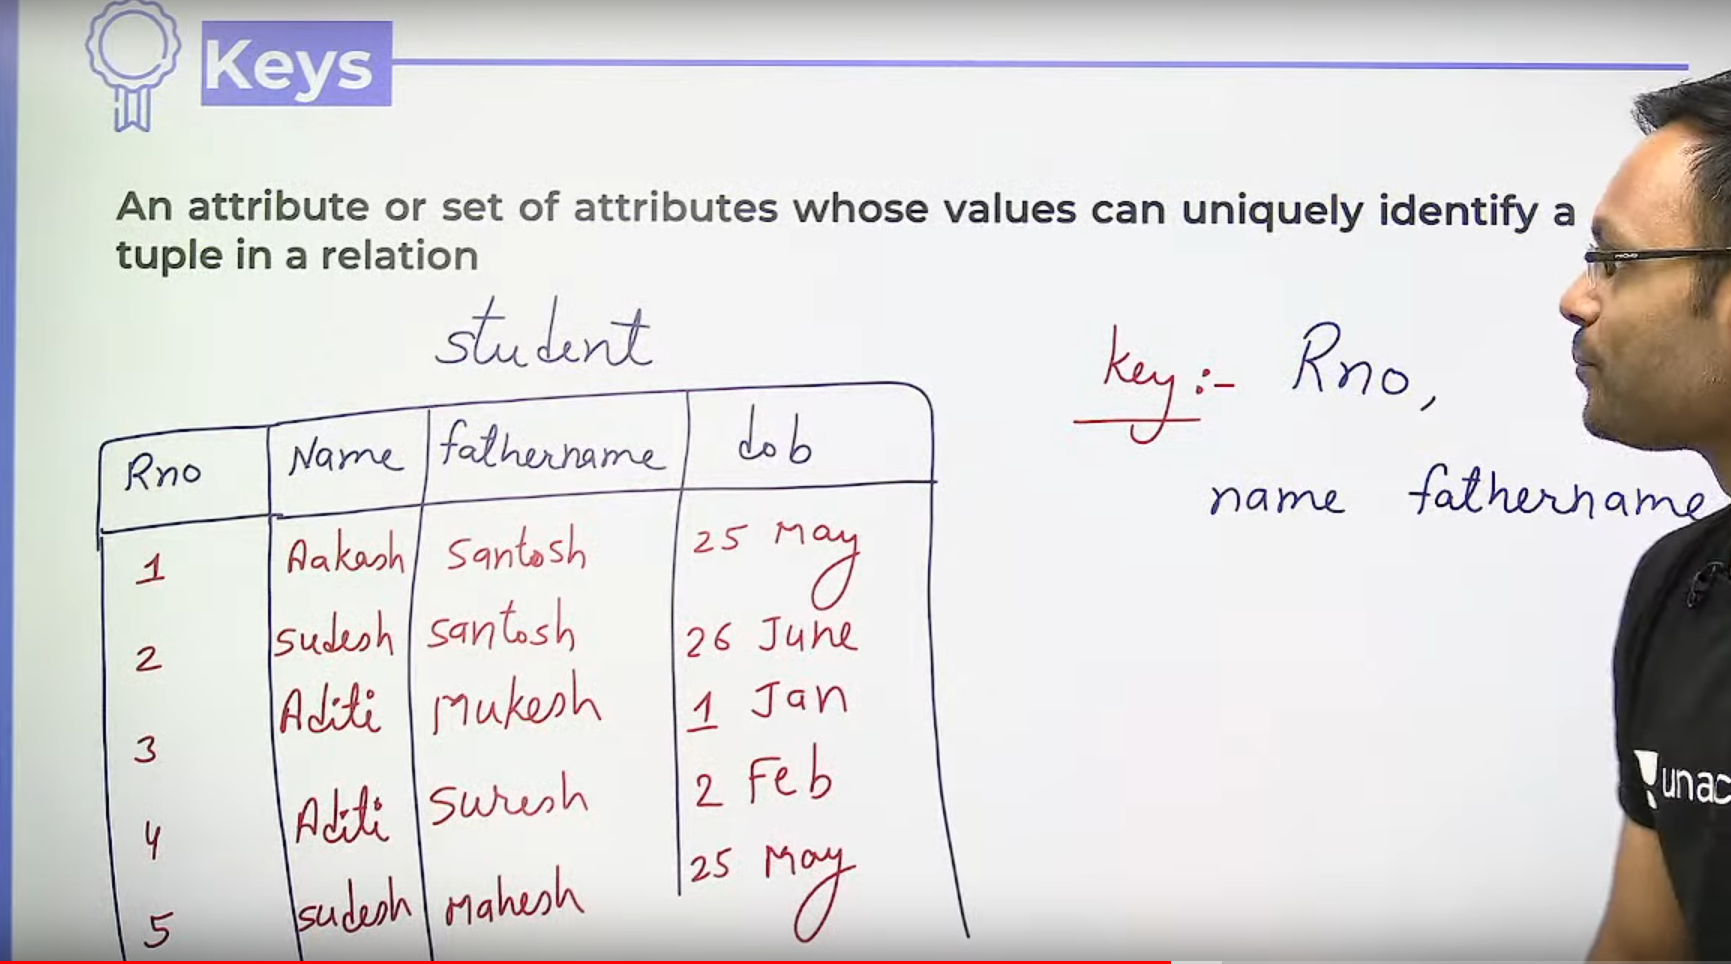 Keys
An attribute or set of attributes whose values can uniquely identify a
tuple in a relation
student
key :- Rno,
name fathername
Rno Name fathername dob
1 Aakash Santosh 25 May
2 Sudesh Santosh 26 June
3 Aditi Mukesh 1 Jan
4 Aditi Suresh 2 Feb
5 Sudesh Mahesh 25 May
unac